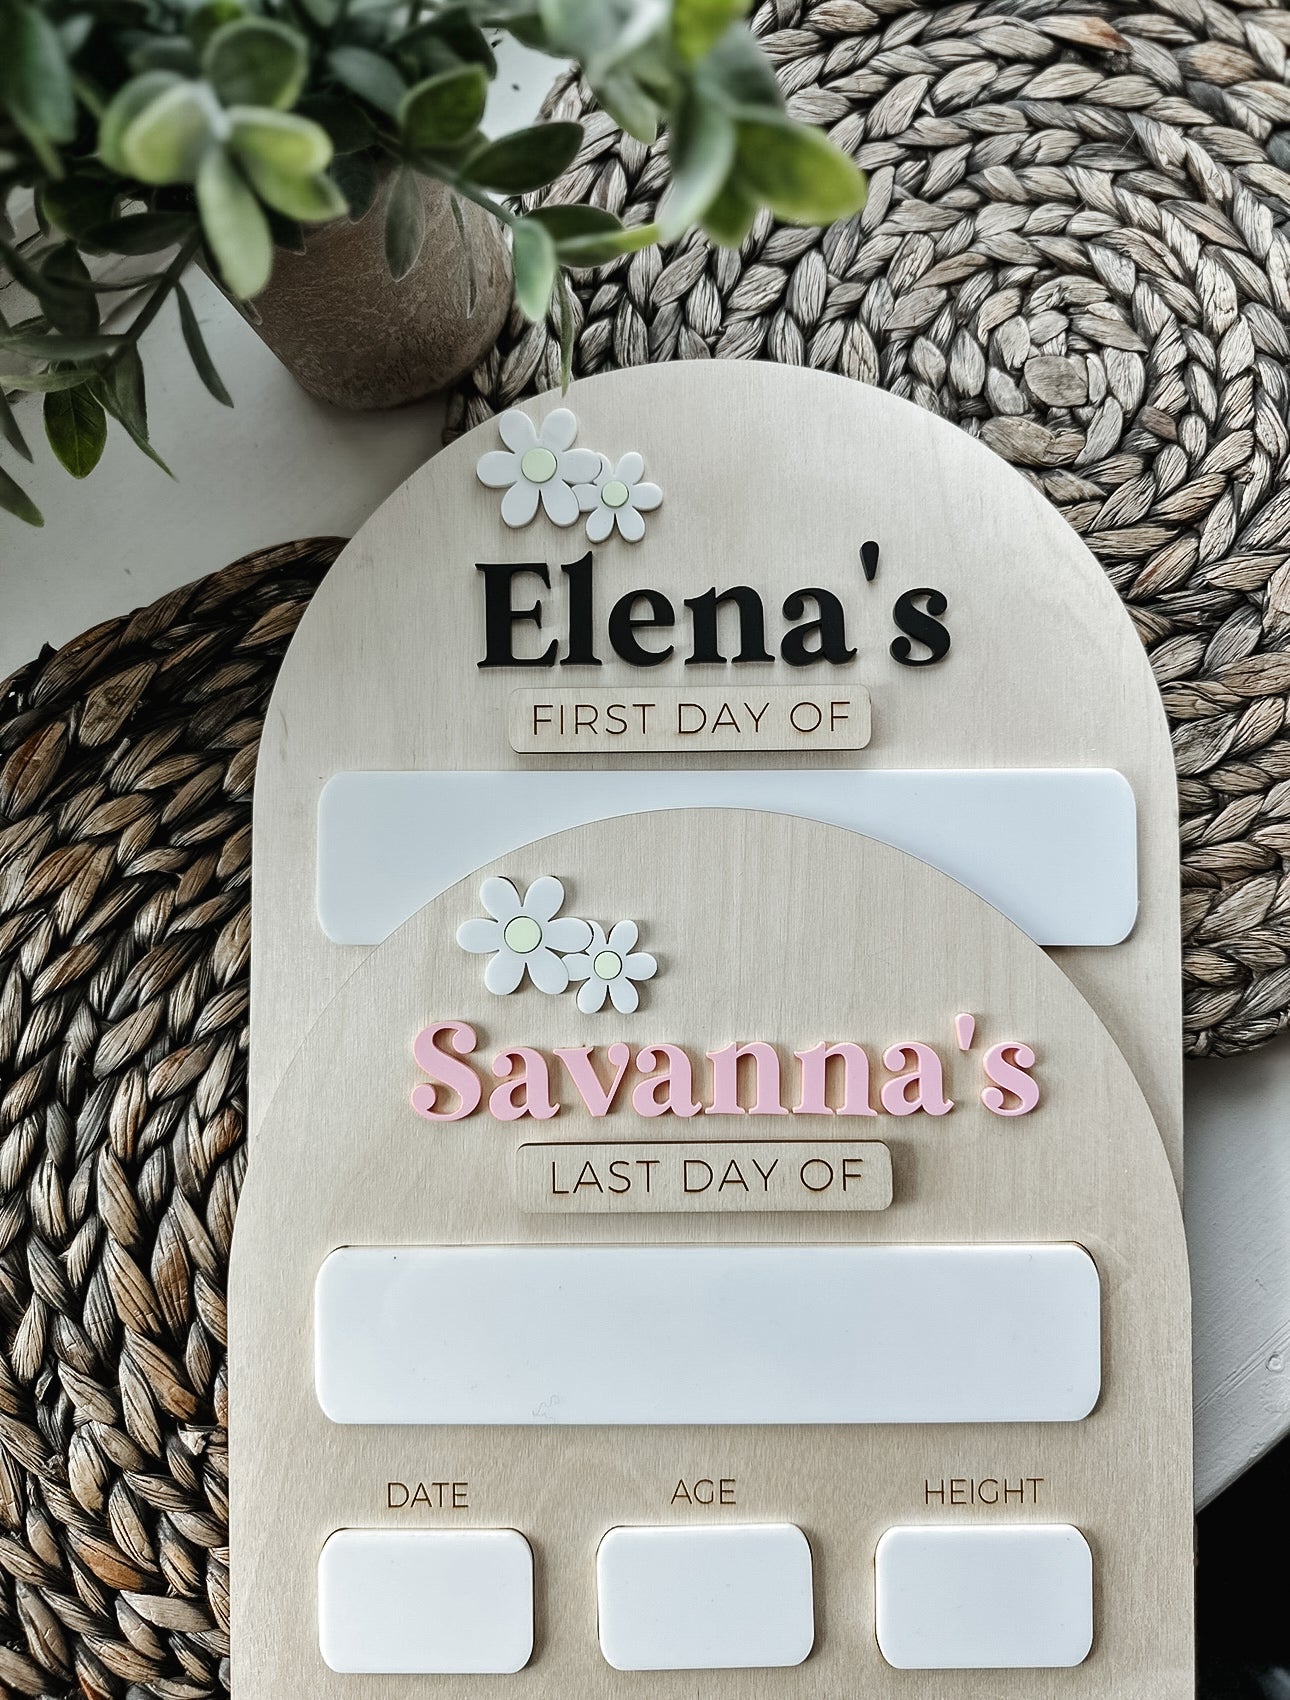 Elena's
FIRST DAY OF
Savanna's
LAST DAY OF
DATE AGE HEIGHT